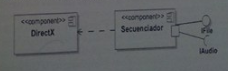 <<component>>
DirectX
<<component>>
Secuenciador
IFile
IAudio